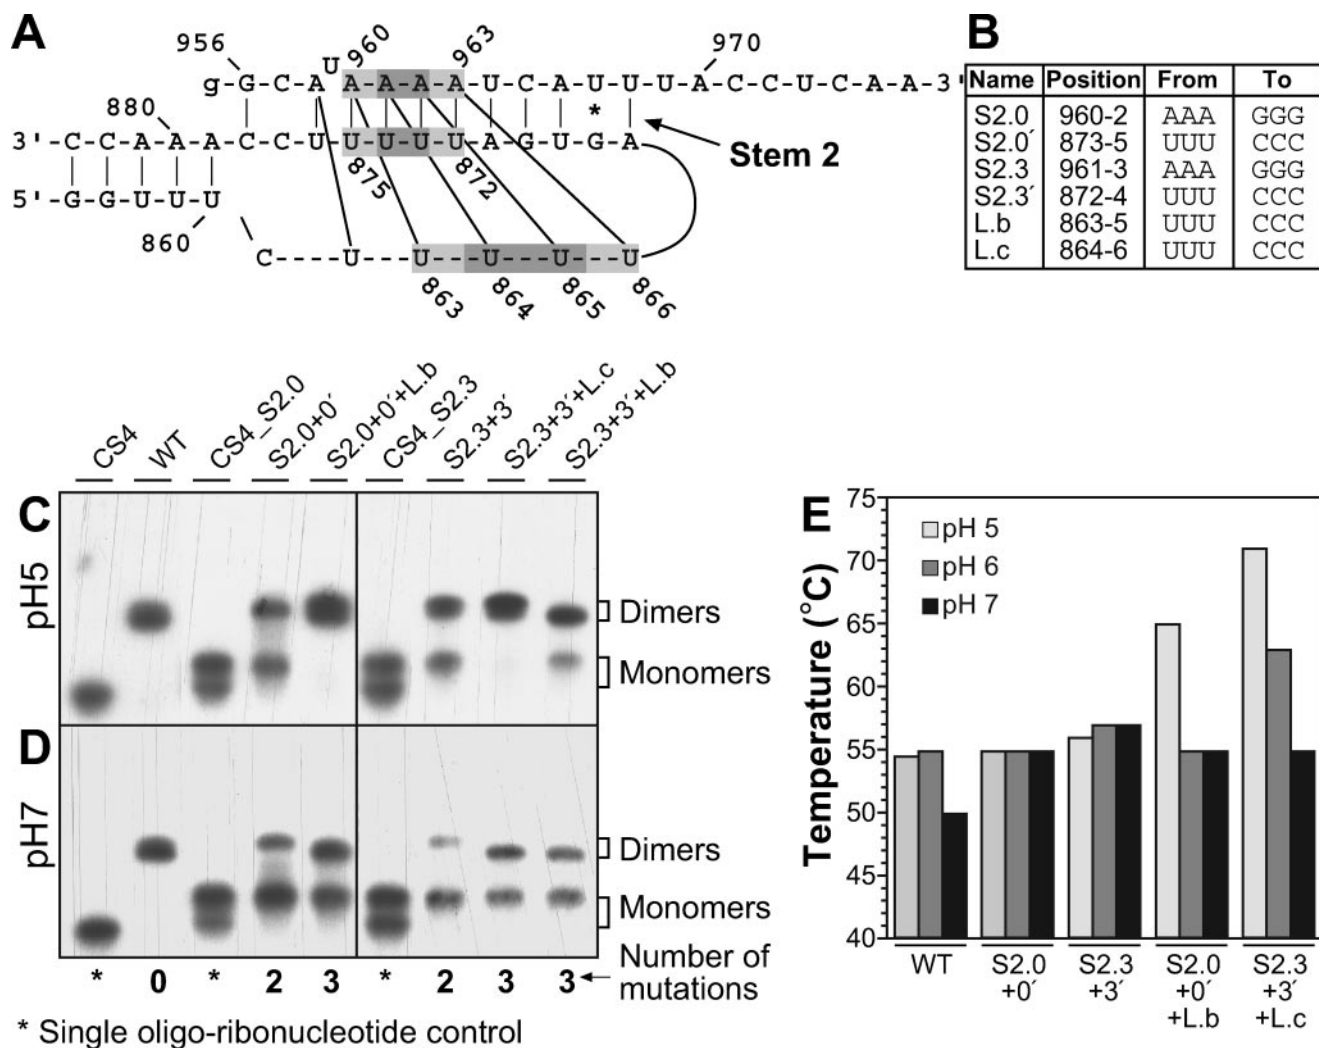 A
956 U 960 963 970
g-G-C-A A-A-A-A-U-C-A-U-U-U-A-C-C-U-C-A-A-3'
880 *
3'-C-C-A-A-A-C-C-U-U-U-U-U-A-G-U-G-A
875 872 Stem 2
5'-G-G-U-U-U
860
C----U---U---U---U---U
863 864 865 866
B
Name Position From To
S2.0 960-2 AAA GGG
S2.0´ 873-5 UUU CCC
S2.3 961-3 AAA GGG
S2.3´ 872-4 UUU CCC
L.b 863-5 UUU CCC
L.c 864-6 UUU CCC
CS4 WT CS4_S2.0 S2.0+0´ S2.0+0´+L.b CS4_S2.3 S2.3+3´ S2.3+3´+L.c S2.3+3´+L.b
C
pH5
Dimers
Monomers
D
pH7
Dimers
Monomers
* 0 * 2 3 * 2 3 3 Number of mutations
* Single oligo-ribonucleotide control
E
Temperature (°C)
75
70
65
60
55
50
45
40
pH 5
pH 6
pH 7
WT S2.0 S2.3 S2.0 S2.3
+0´ +3´ +0´ +3´
+L.b +L.c